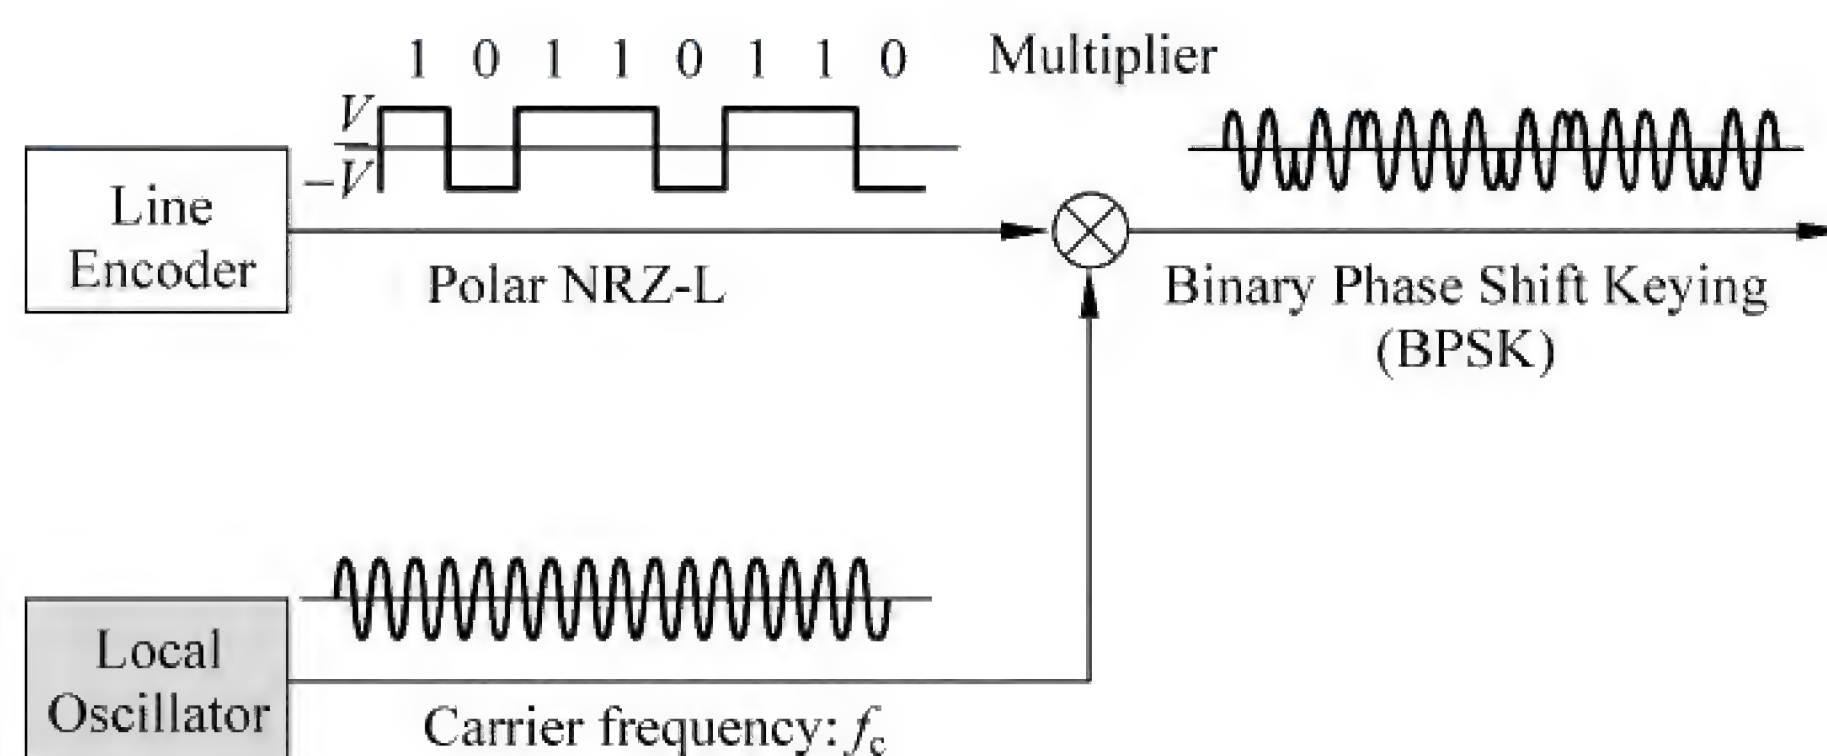 1 0 1 1 0 1 1 0
Multiplier
V
−V
Line
Encoder
Polar NRZ-L
Binary Phase Shift Keying
(BPSK)
Local
Oscillator
Carrier frequency: fc